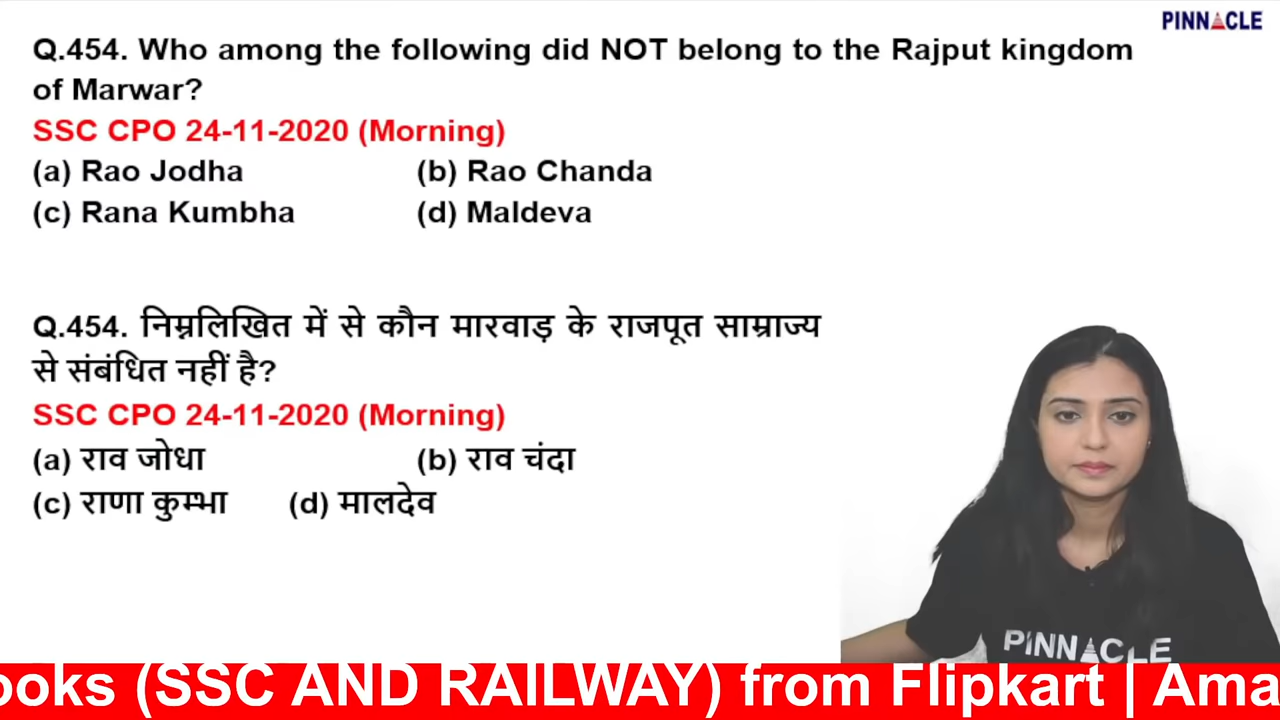 PINNACLE
Q.454. Who among the following did NOT belong to the Rajput kingdom
of Marwar?
SSC CPO 24-11-2020 (Morning)
(a) Rao Jodha (b) Rao Chanda
(c) Rana Kumbha (d) Maldeva
Q.454. निम्नलिखित में से कौन मारवाड़ के राजपूत साम्राज्य
से संबंधित नहीं है?
SSC CPO 24-11-2020 (Morning)
(a) राव जोधा (b) राव चंदा
(c) राणा कुम्भा (d) मालदेव
PINNACLE
ooks (SSC AND RAILWAY) from Flipkart | Ama